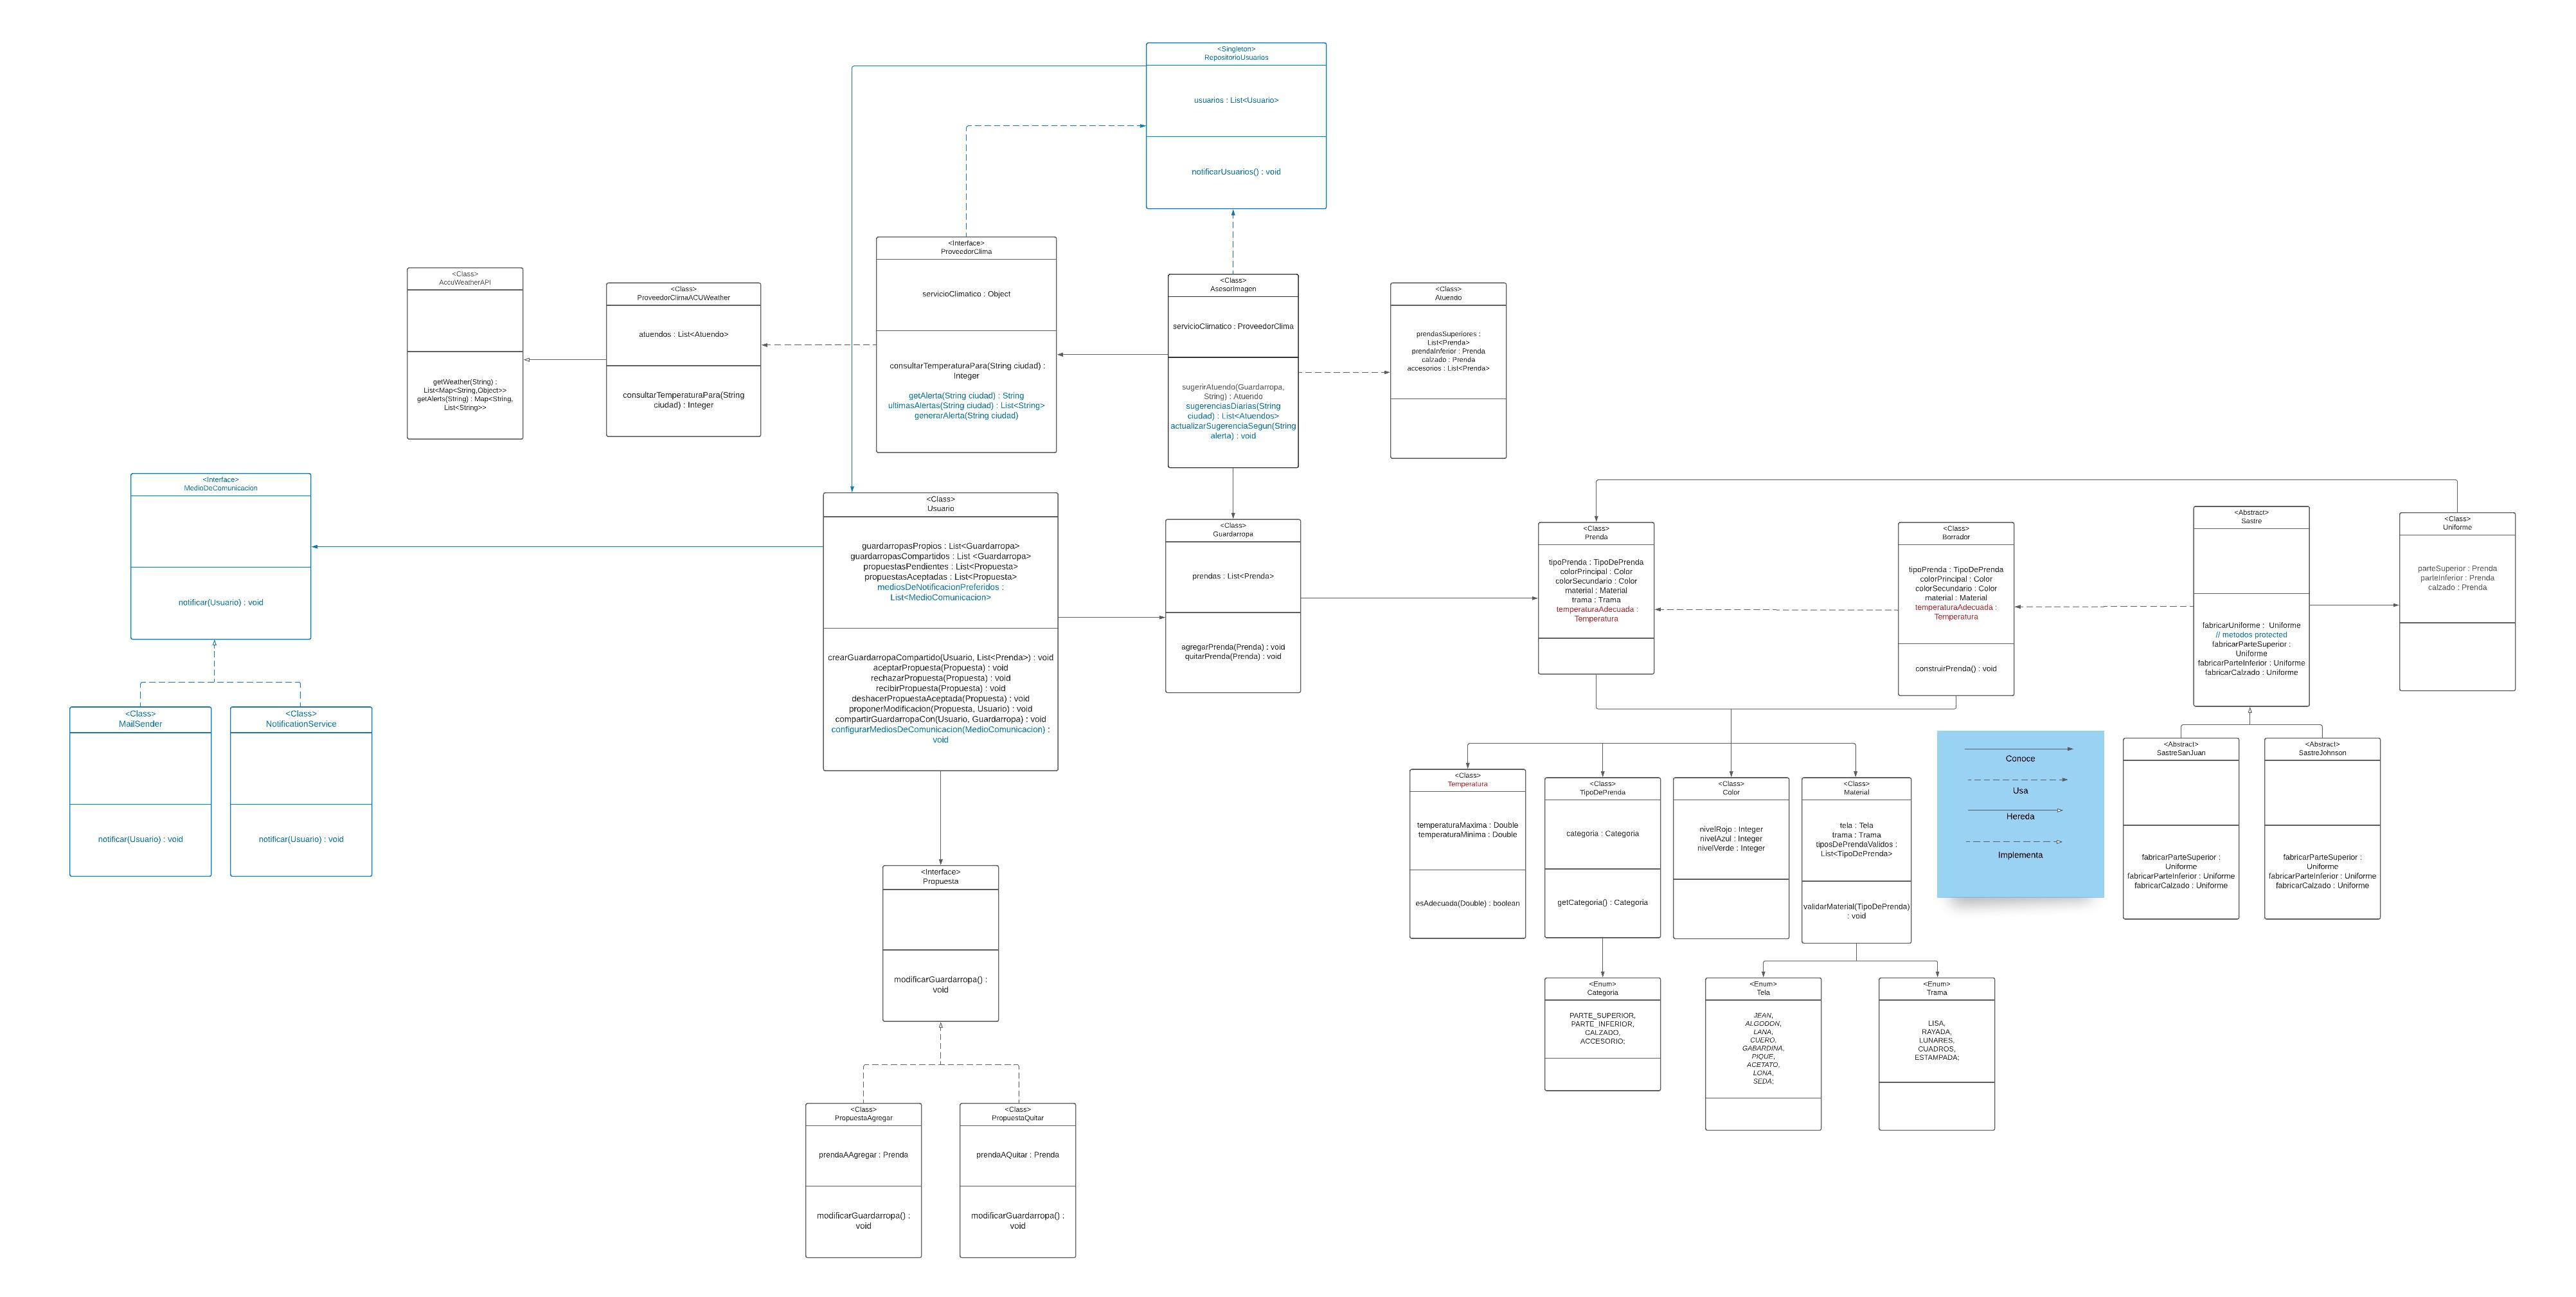 <Singleton>
RepositorioUsuarios
usuarios : List<Usuario>
notificarUsuarios() : void
<Interface>
ProveedorClima
servicioClimatico : Object
consultarTemperaturaPara(String ciudad) :
Integer
getAlerta(String ciudad) : String
ultimasAlertas(String ciudad) : List<String>
generarAlerta(String ciudad)
<Class>
AccuWeatherAPI
getWeather(String) :
List<Map<String,Object>>
getAlerts(String) : Map<String,
List<String>>
<Class>
ProveedorClimaACUWeather
atuendos : List<Atuendo>
consultarTemperaturaPara(String
ciudad) : Integer
<Class>
AsesorImagen
servicioClimatico : ProveedorClima
sugerirAtuendo(Guardarropa,
String) : Atuendo
sugerenciasDiarias(String
ciudad) : List<Atuendos>
actualizarSugerenciaSegun(String
alerta) : void
<Class>
Atuendo
prendasSuperiores :
List<Prenda>
prendaInferior : Prenda
calzado : Prenda
accesorios : List<Prenda>
<Interface>
MedioDeComunicacion
notificar(Usuario) : void
<Class>
MailSender
notificar(Usuario) : void
<Class>
NotificationService
notificar(Usuario) : void
<Class>
Usuario
guardarropasPropios : List<Guardarropa>
guardarropasCompartidos : List <Guardarropa>
propuestasPendientes : List<Propuesta>
propuestasAceptadas : List<Propuesta>
mediosDeNotificacionPreferidos :
List<MedioComunicacion>
crearGuardarropaCompartido(Usuario, List<Prenda>) : void
aceptarPropuesta(Propuesta) : void
rechazarPropuesta(Propuesta) : void
recibirPropuesta(Propuesta) : void
deshacerPropuestaAceptada(Propuesta) : void
proponerModificacion(Propuesta, Usuario) : void
compartirGuardarropaCon(Usuario, Guardarropa) : void
configurarMediosDeComunicacion(MedioComunicacion) :
void
<Class>
Guardarropa
prendas : List<Prenda>
agregarPrenda(Prenda) : void
quitarPrenda(Prenda) : void
<Class>
Prenda
tipoPrenda : TipoDePrenda
colorPrincipal : Color
colorSecundario : Color
material : Material
trama : Trama
temperaturaAdecuada :
Temperatura
<Class>
Borrador
tipoPrenda : TipoDePrenda
colorPrincipal : Color
colorSecundario : Color
material : Material
temperaturaAdecuada :
Temperatura
construirPrenda() : void
<Abstract>
Sastre
fabricarUniforme :  Uniforme
// metodos protected
fabricarParteSuperior :
Uniforme
fabricarParteInferior : Uniforme
fabricarCalzado : Uniforme
<Class>
Uniforme
parteSuperior : Prenda
parteInferior : Prenda
calzado : Prenda
Conoce
Usa
Hereda
Implementa
<Abstract>
SastreSanJuan
fabricarParteSuperior :
Uniforme
fabricarParteInferior : Uniforme
fabricarCalzado : Uniforme
<Abstract>
SastreJohnson
fabricarParteSuperior :
Uniforme
fabricarParteInferior : Uniforme
fabricarCalzado : Uniforme
<Class>
Temperatura
temperaturaMaxima : Double
temperaturaMinima : Double
esAdecuada(Double) : boolean
<Class>
TipoDePrenda
categoria : Categoria
getCategoria() : Categoria
<Class>
Color
nivelRojo : Integer
nivelAzul : Integer
nivelVerde : Integer
<Class>
Material
tela : Tela
trama : Trama
tiposDePrendaValidos :
List<TipoDePrenda>
validarMaterial(TipoDePrenda)
: void
<Interface>
Propuesta
modificarGuardarropa() :
void
<Enum>
Categoria
PARTE_SUPERIOR,
PARTE_INFERIOR,
CALZADO,
ACCESORIO;
<Enum>
Tela
JEAN,
ALGODON,
LANA,
CUERO,
GABARDINA,
PIQUE,
ACETATO,
LONA,
SEDA;
<Enum>
Trama
LISA,
RAYADA,
LUNARES,
CUADROS,
ESTAMPADA;
<Class>
PropuestaAgregar
prendaAAgregar : Prenda
modificarGuardarropa() :
void
<Class>
PropuestaQuitar
prendaAQuitar : Prenda
modificarGuardarropa() :
void